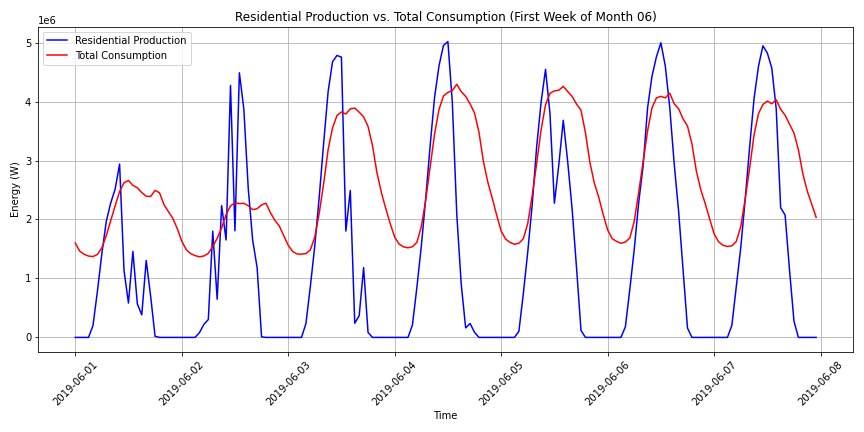 Residential Production vs. Total Consumption (First Week of Month 06)
1e6
Residential Production
Total Consumption
5
4
3
2
1
0
Energy (W)
2019-06-01
2019-06-02
2019-06-03
2019-06-04
2019-06-05
2019-06-06
2019-06-07
2019-06-08
Time